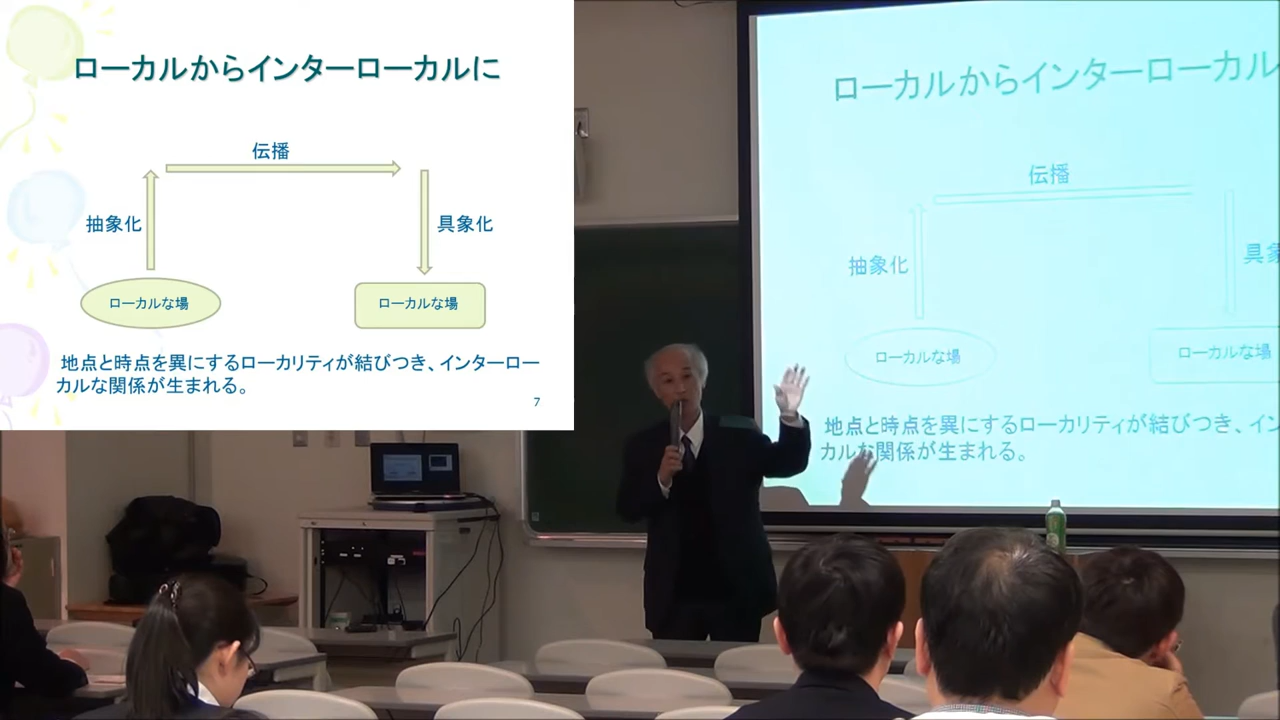 ローカルからインターローカルに
伝播
抽象化
具象化
ローカルな場
ローカルな場
地点と時点を異にするローカリティが結びつき、インターロー
カルな関係が生まれる。
7
ローカルからインターローカル
伝播
抽象化
具象
ローカルな場
ローカルな場
地点と時点を異にするローカリティが結びつき、イン
カルな関係が生まれる。